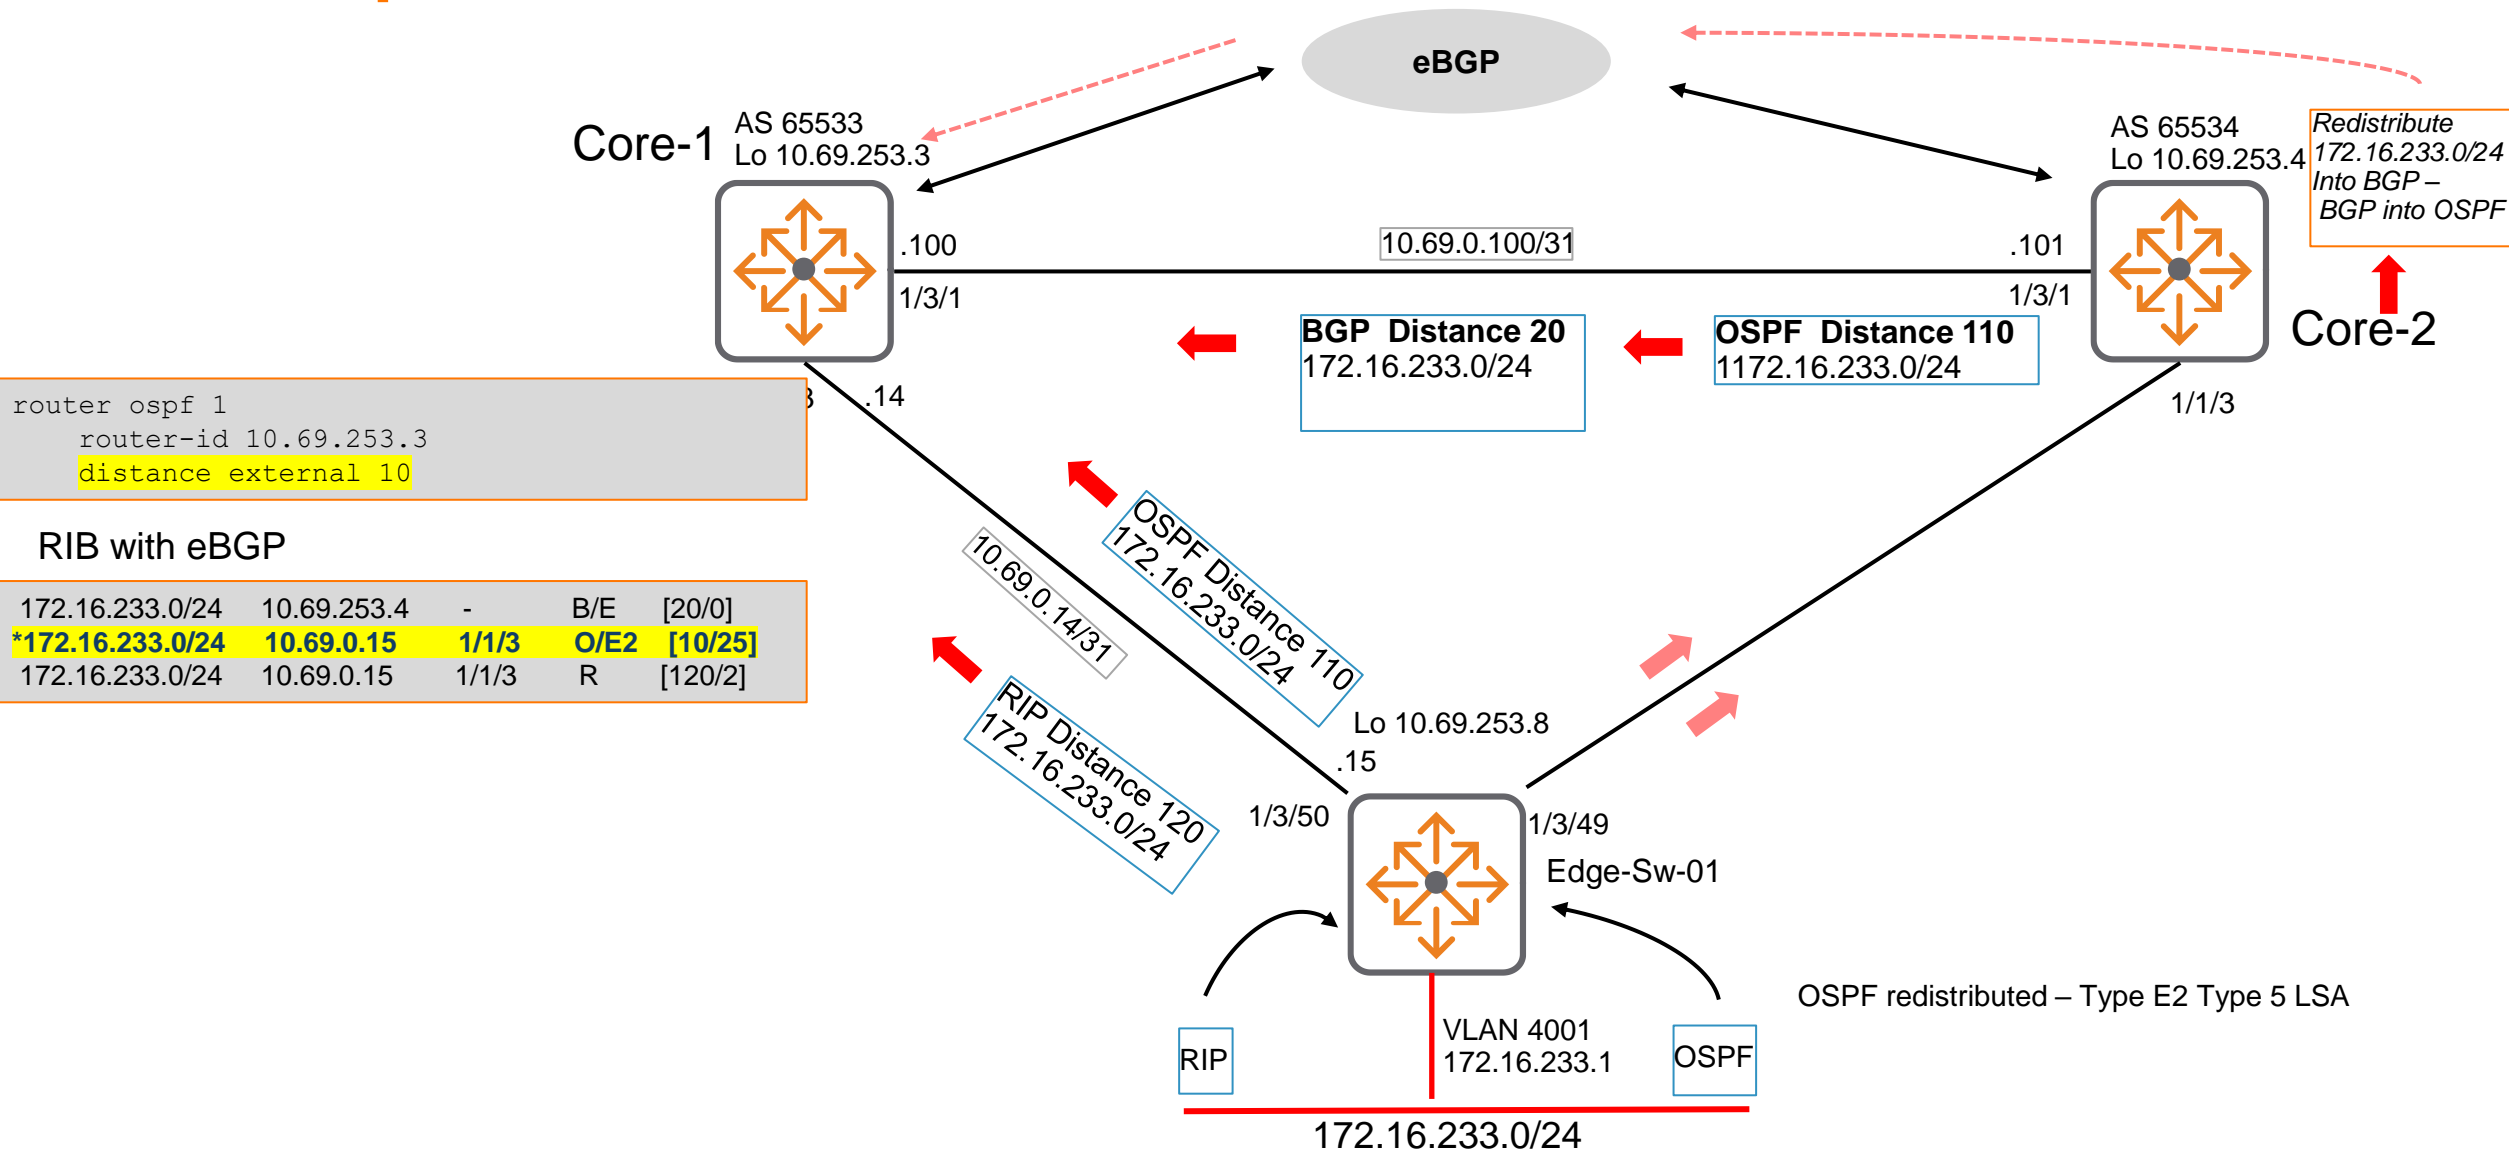 eBGP
AS 65533
Core-1
Lo 10.69.253.3
AS 65534
Lo 10.69.253.4
Redistribute
172.16.233.0/24
Into BGP –
BGP into OSPF
.100
10.69.0.100/31
.101
1/3/1
1/3/1
Core-2
BGP Distance 20
172.16.233.0/24
OSPF Distance 110
1172.16.233.0/24
.14
1/1/3
router ospf 1
router-id 10.69.253.3
distance external 10
RIB with eBGP
172.16.233.0/24 10.69.253.4 - B/E [20/0]
*172.16.233.0/24 10.69.0.15 1/1/3 O/E2 [10/25]
172.16.233.0/24 10.69.0.15 1/1/3 R [120/2]
10.69.0.14/31
OSPF Distance 110
172.16.233.0/24
RIP Distance 120
172.16.233.0/24
Lo 10.69.253.8
.15
1/3/50
1/3/49
Edge-Sw-01
OSPF redistributed – Type E2 Type 5 LSA
RIP
VLAN 4001
172.16.233.1
OSPF
172.16.233.0/24